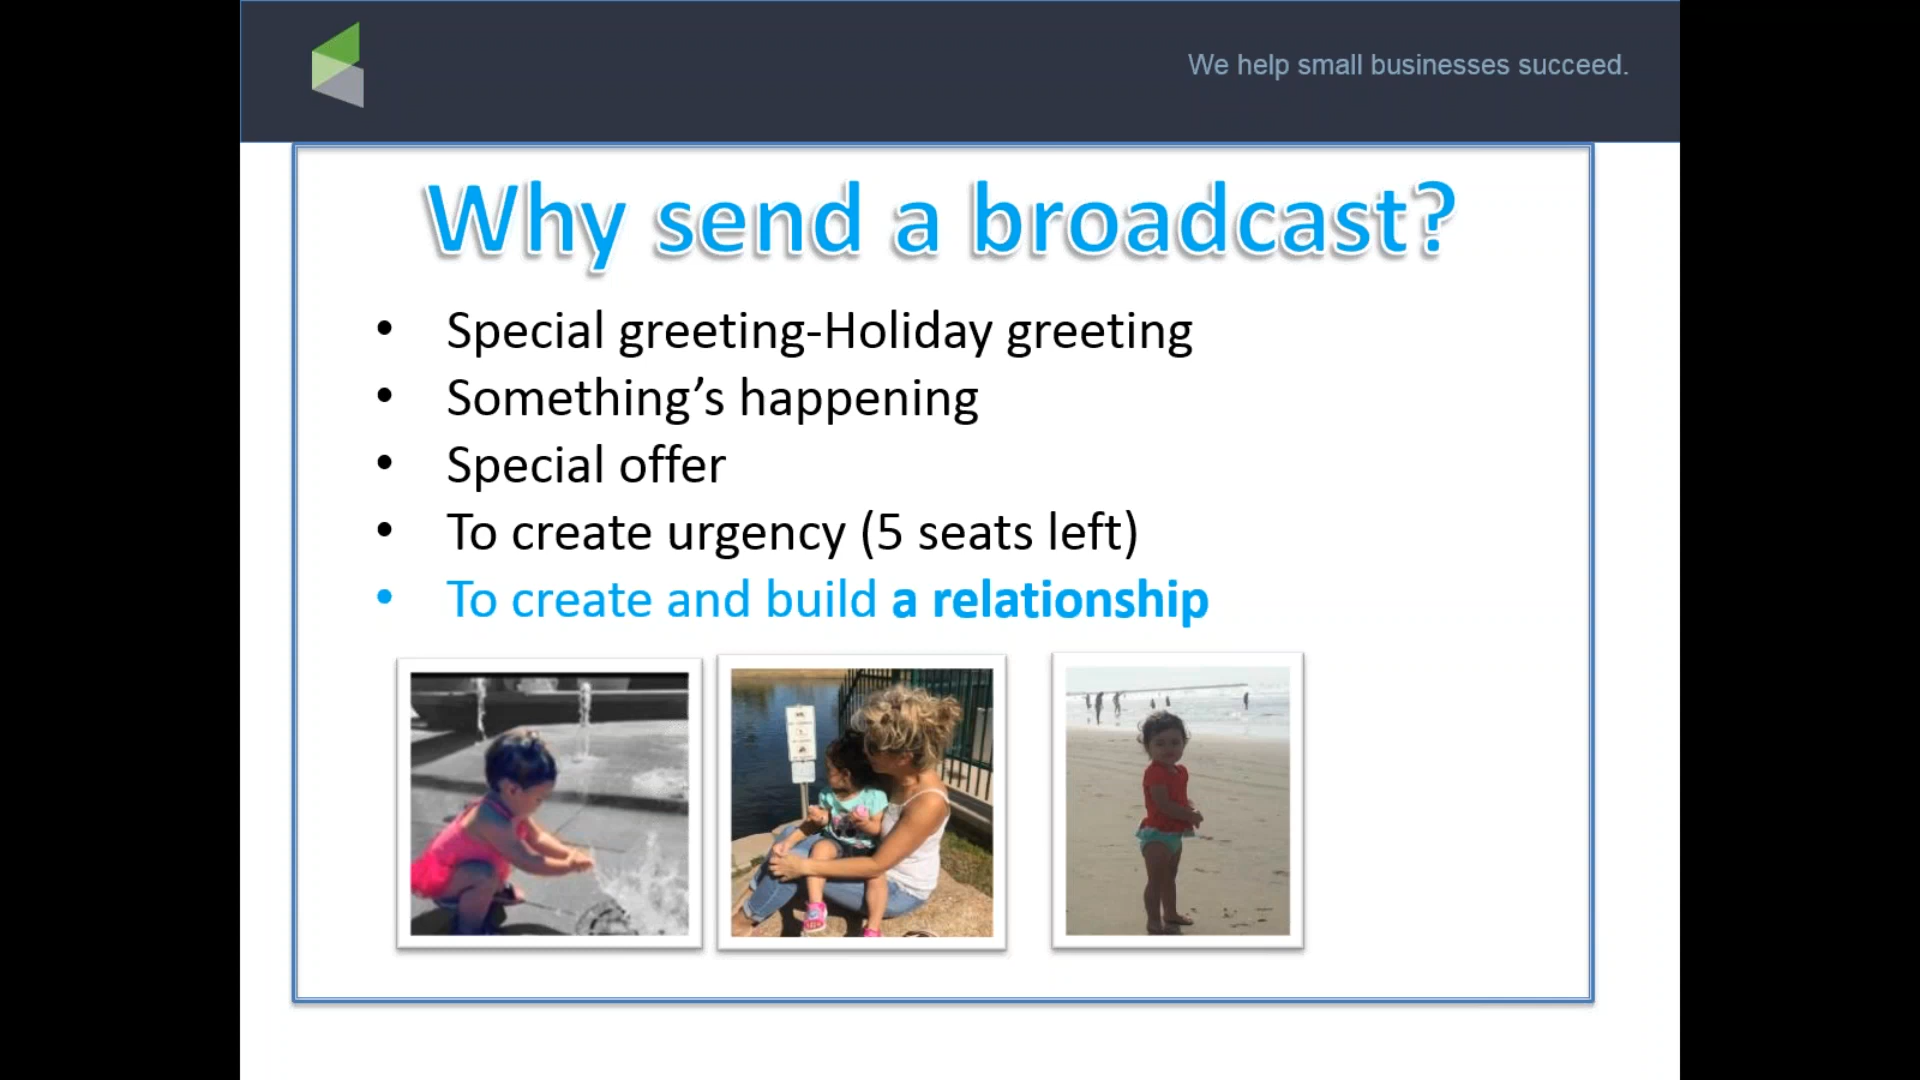 We help small businesses succeed.
Why send a broadcast?
• Special greeting-Holiday greeting
• Something’s happening
• Special offer
• To create urgency (5 seats left)
• To create and build a relationship